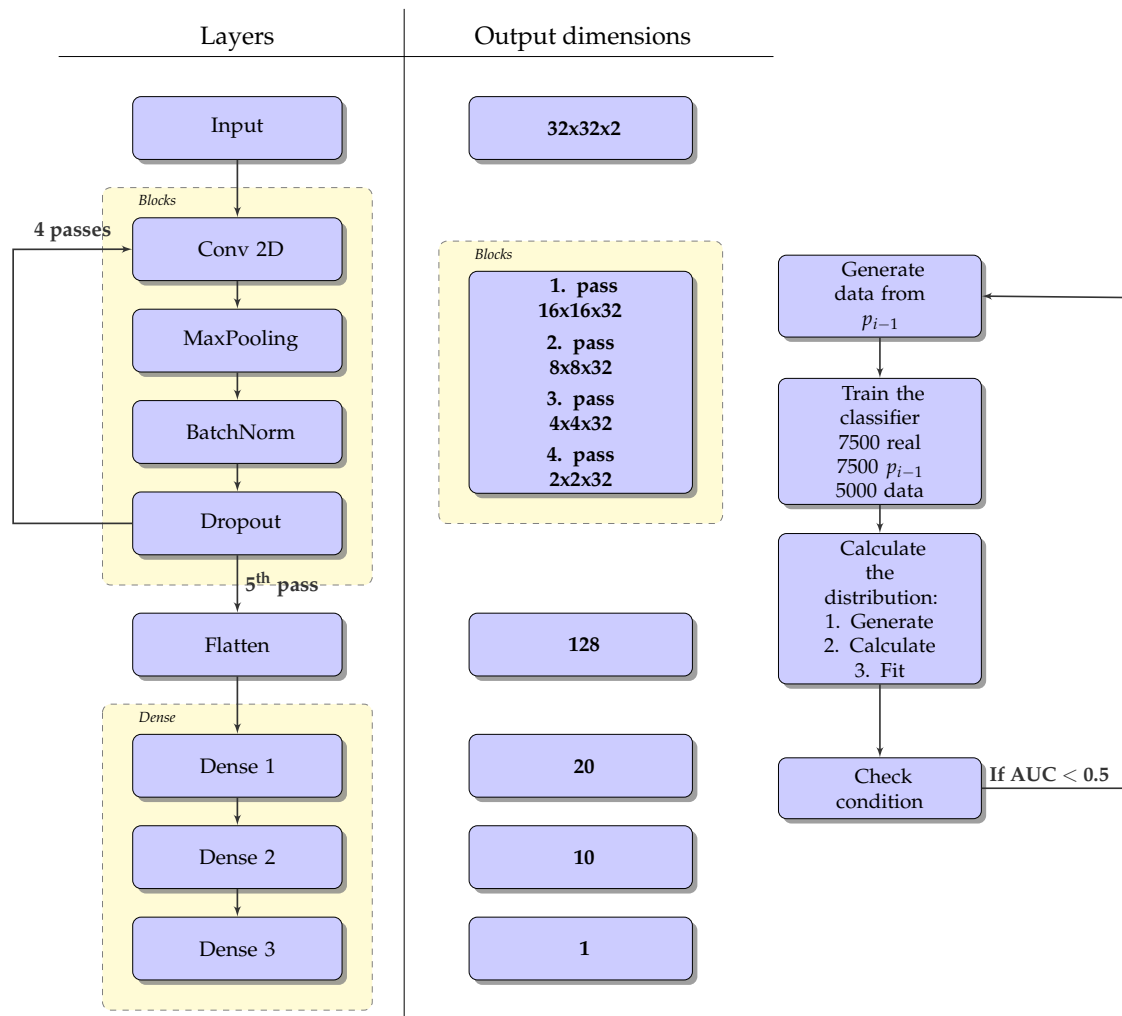 Layers
Output dimensions
Input
32x32x2
Blocks
4 passes
Conv 2D
MaxPooling
BatchNorm
Dropout
5th pass
Blocks
1. pass
16x16x32
2. pass
8x8x32
3. pass
4x4x32
4. pass
2x2x32
Flatten
128
Dense
Dense 1
20
Dense 2
10
Dense 3
1
Generate
data from
p_{i−1}
Train the
classifier
7500 real
7500 p_{i−1}
5000 data
Calculate
the
distribution:
1. Generate
2. Calculate
3. Fit
Check
condition
If AUC < 0.5